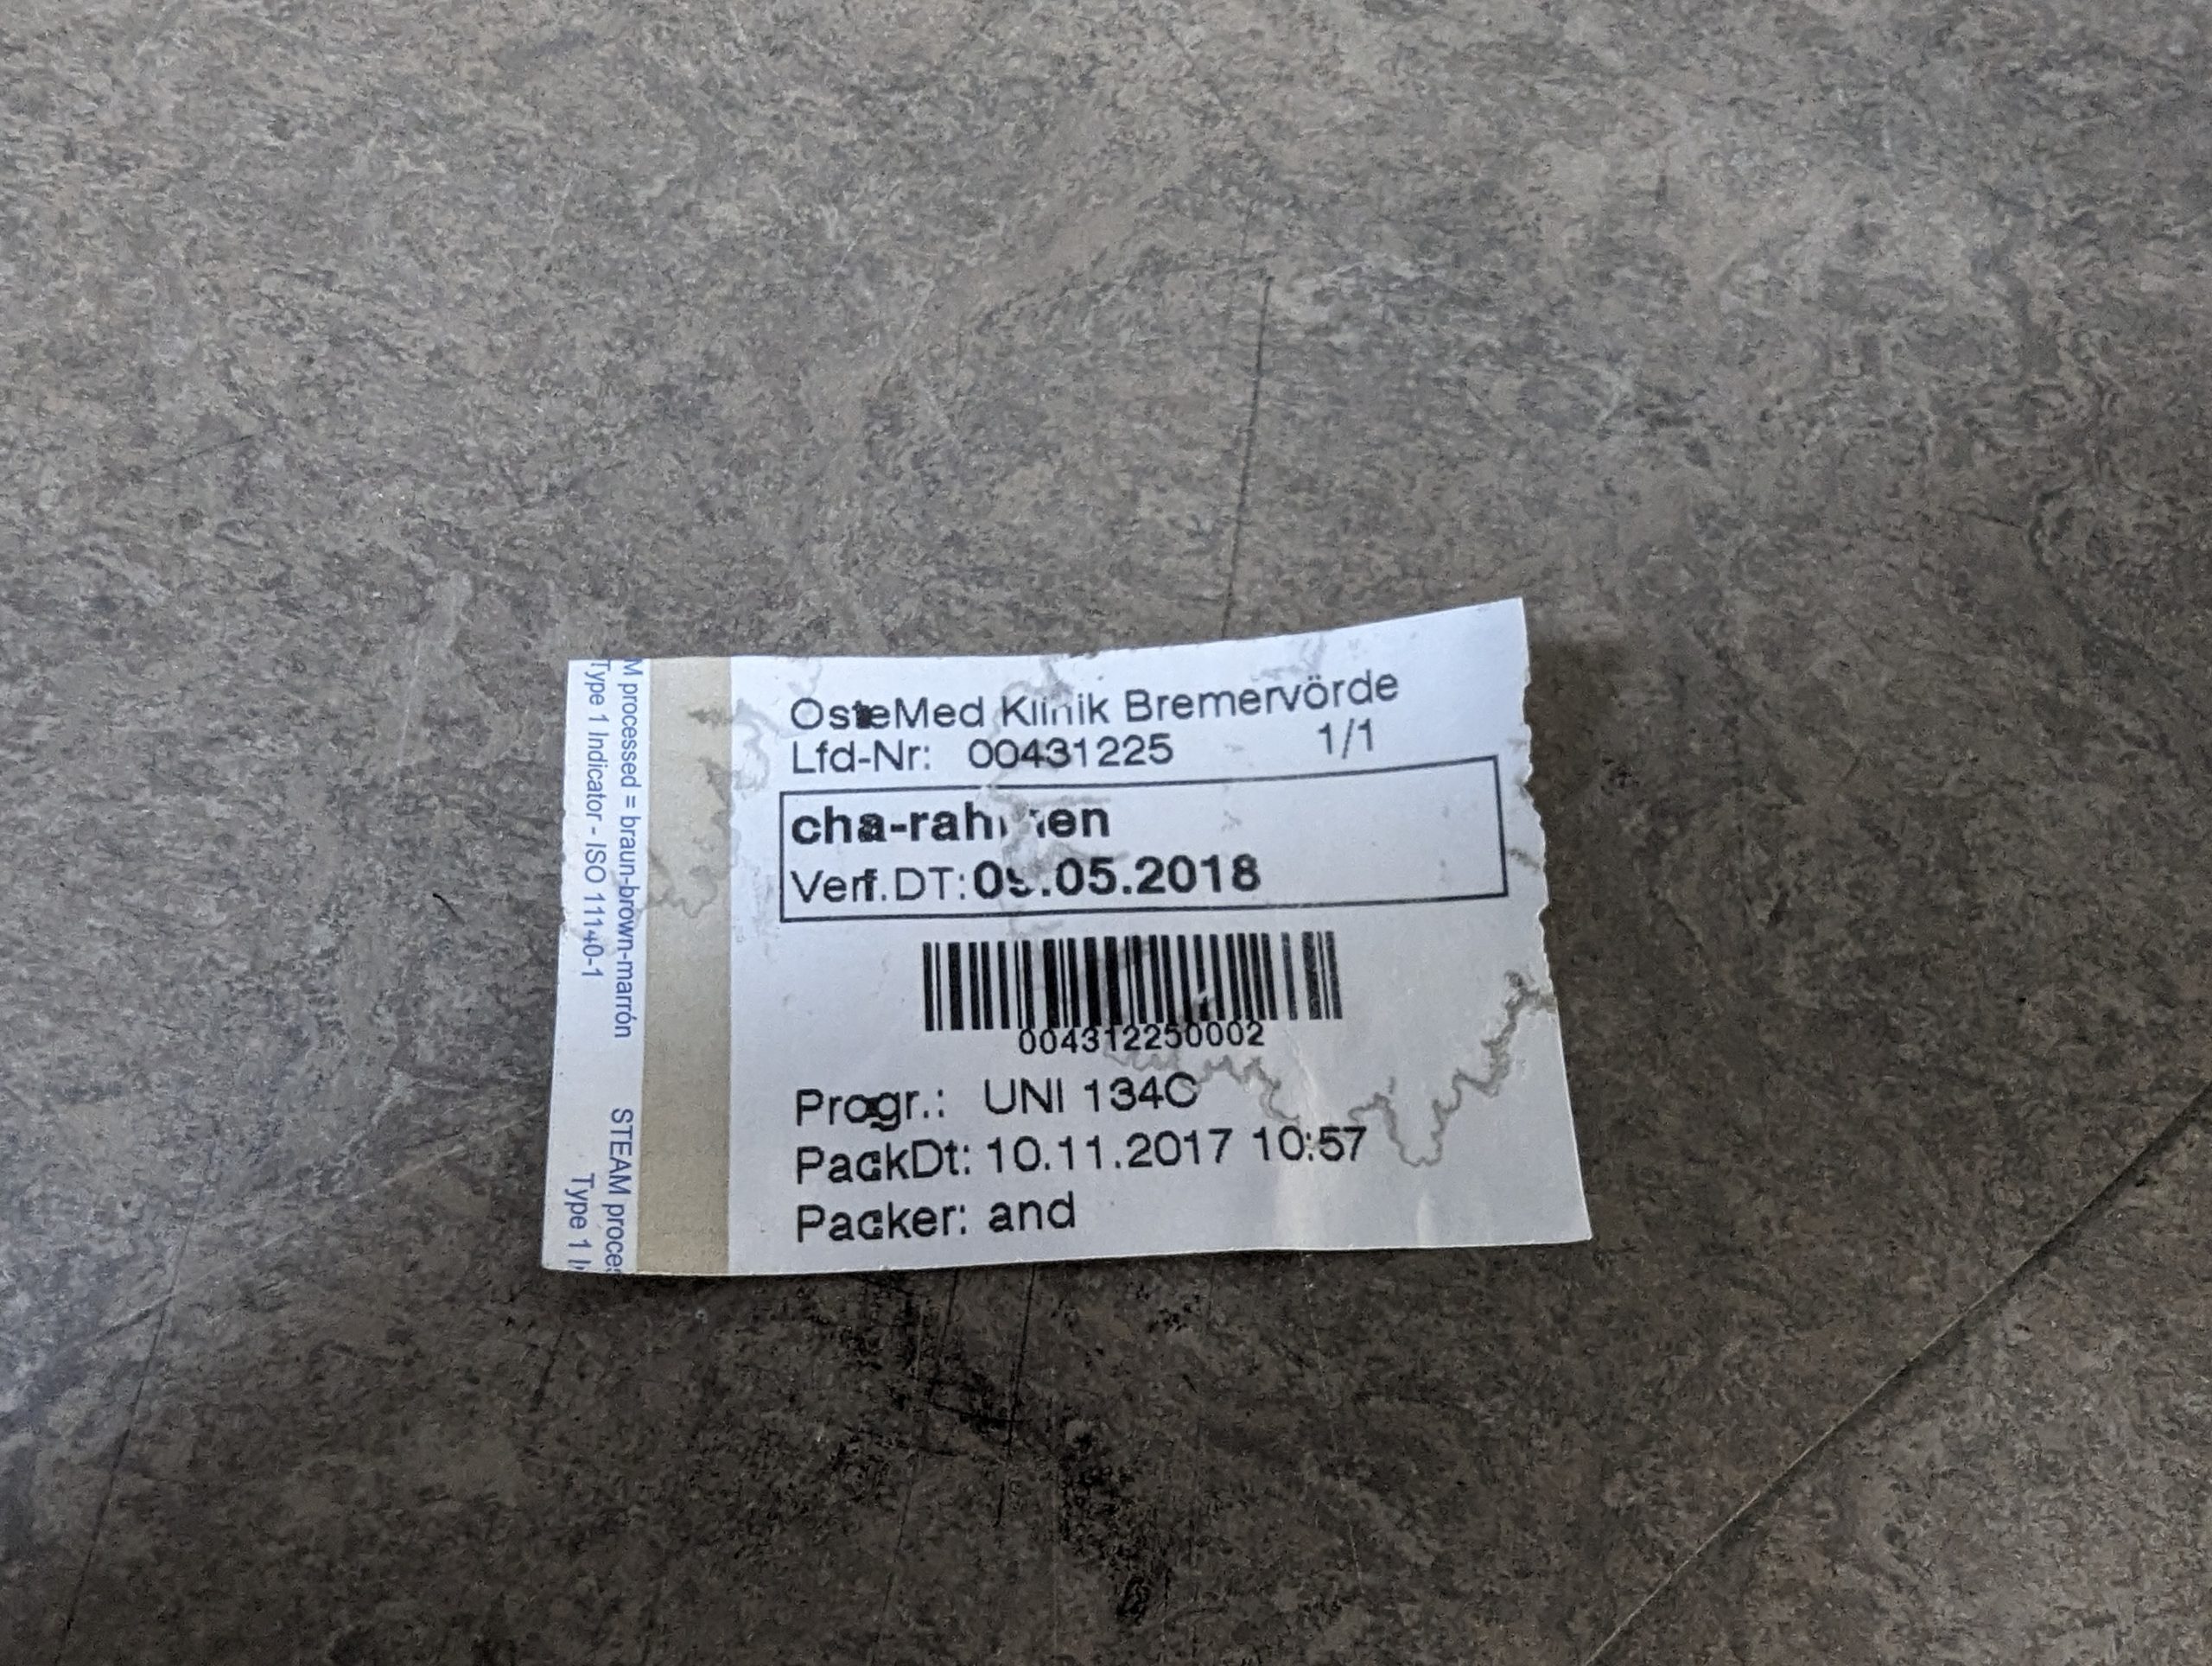 OsteMed Klinik Bremervörde
Lfd-Nr: 00431225 1/1
Verf.DT:
004312250002
Progr.: UNI 134C
PackDt: 10.11.2017 10:57
Packer: and
M processed = braun-brown-marrón STEAM
Type 1 Indicator - ISO 11140-1 Type 1